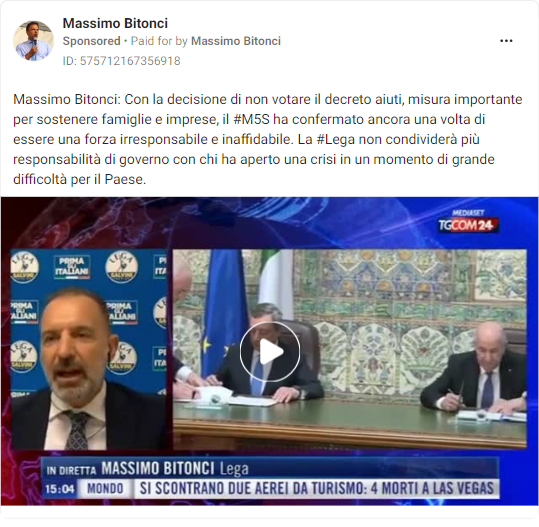 Massimo Bitonci
Sponsored • Paid for by Massimo Bitonci
ID: 575712167356918
Massimo Bitonci: Con la decisione di non votare il decreto aiuti, misura importante
per sostenere famiglie e imprese, il #M5S ha confermato ancora una volta di
essere una forza irresponsabile e inaffidabile. La #Lega non condividerà più
responsabilità di governo con chi ha aperto una crisi in un momento di grande
difficoltà per il Paese.
MEDIASET
TGCOM24
LEGA
SALVINI
PRIMA
GLI
ITALIANI
LEGA
SALVINI
IN DIRETTA MASSIMO BITONCI Lega
15:04 MONDO SI SCONTRANO DUE AEREI DA TURISMO: 4 MORTI A LAS VEGAS